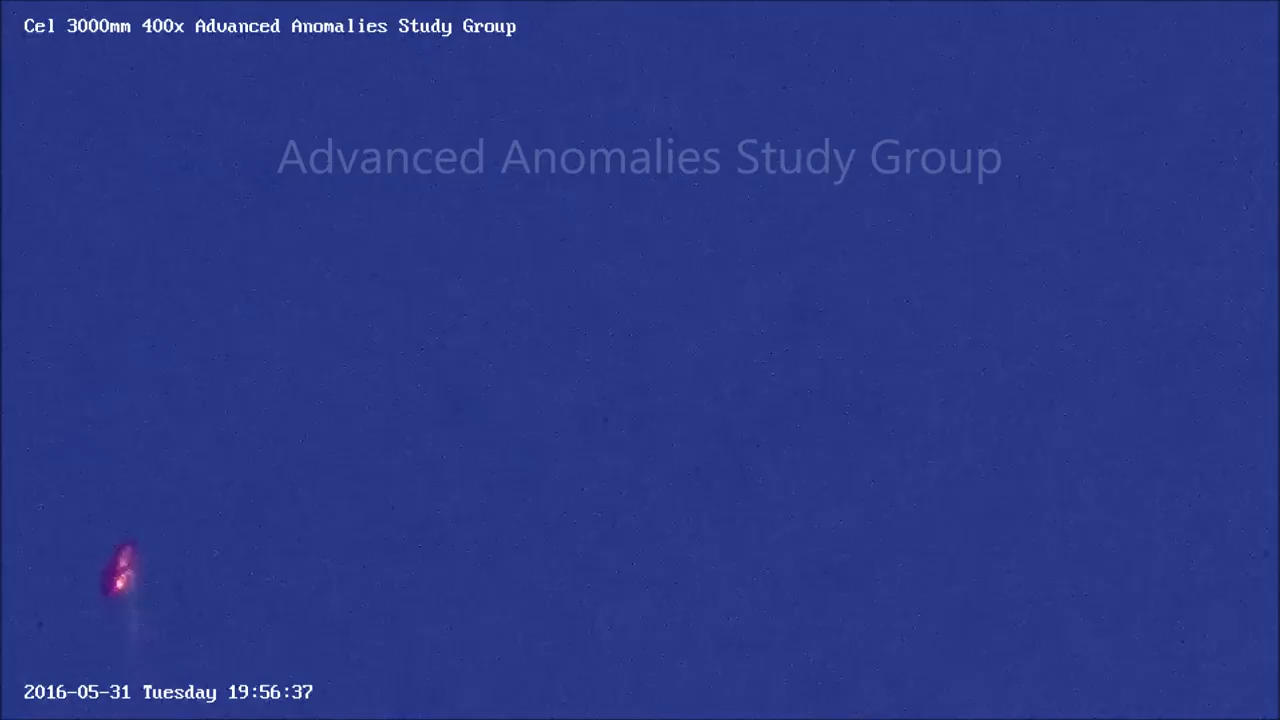 Cel 3000mm 400x Advanced Anomalies Study Group
Advanced Anomalies Study Group
2016-05-31 Tuesday 19:56:37